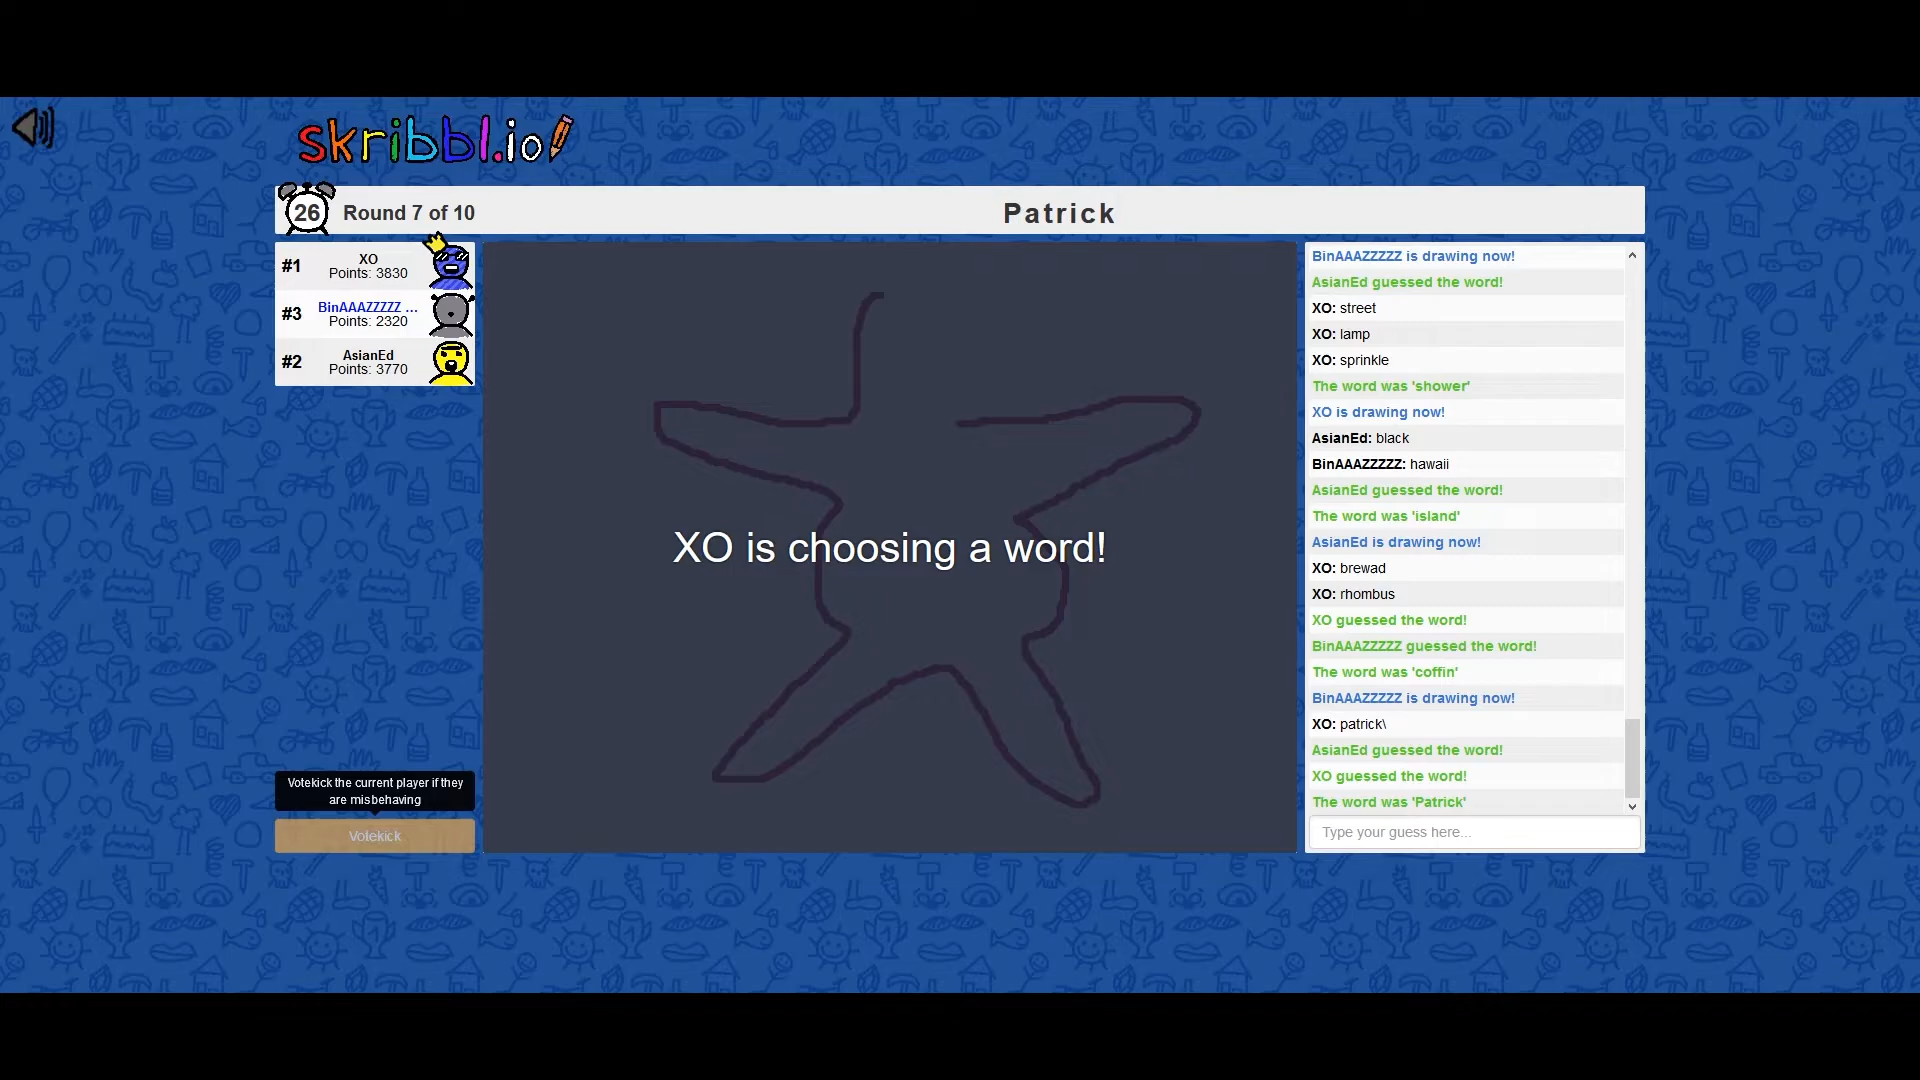 skribbl.io
26
Round 7 of 10
Patrick
#1
XO
Points: 3830
#3
BinAAAZZZZZ ...
Points: 2320
#2
AsianEd
Points: 3770
Votekick the current player if they
are misbehaving
Votekick
XO is choosing a word!
BinAAAZZZZZ is drawing now!
AsianEd guessed the word!
XO: street
XO: lamp
XO: sprinkle
The word was 'shower'
XO is drawing now!
AsianEd: black
BinAAAZZZZZ: hawaii
AsianEd guessed the word!
The word was 'island'
AsianEd is drawing now!
XO: brewad
XO: rhombus
XO guessed the word!
BinAAAZZZZZ guessed the word!
The word was 'coffin'
BinAAAZZZZZ is drawing now!
XO: patrick\
AsianEd guessed the word!
XO guessed the word!
The word was 'Patrick'
Type your guess here...